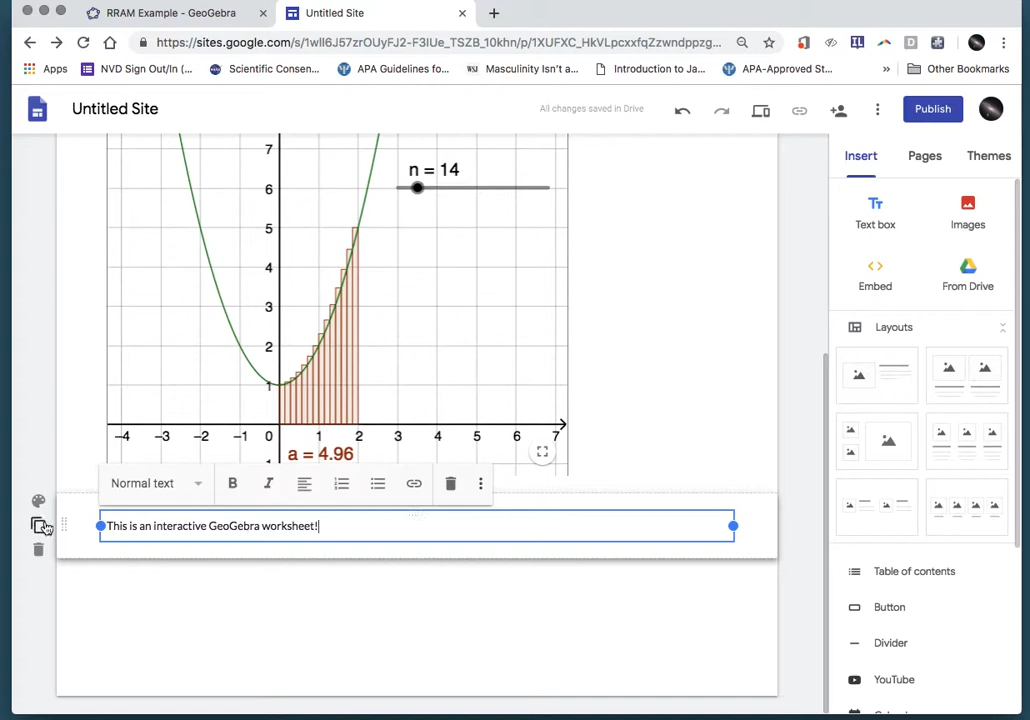 RRAM Example - GeoGebra
Untitled Site
https://sites.google.com/s/1wlI6J57zrOUyFJ2-F3IUe_TSZB_10khn/p/1XUFXC_HkVLpcxxfqZzwndppzg...
Apps
NVD Sign Out/In (...
Scientific Consen...
APA Guidelines fo...
WSJ
Masculinity Isn't a...
Introduction to Ja...
APA-Approved St...
»
Other Bookmarks
Untitled Site
All changes saved in Drive
Publish
Insert
Pages
Themes
Text box
Images
Embed
From Drive
Layouts
Table of contents
Button
Divider
YouTube
7
6
5
4
3
2
1
n = 14
−4 −3 −2 −1 0 1 2 3 4 5 6 7
a = 4.96
Normal text
B
I
This is an interactive GeoGebra worksheet!